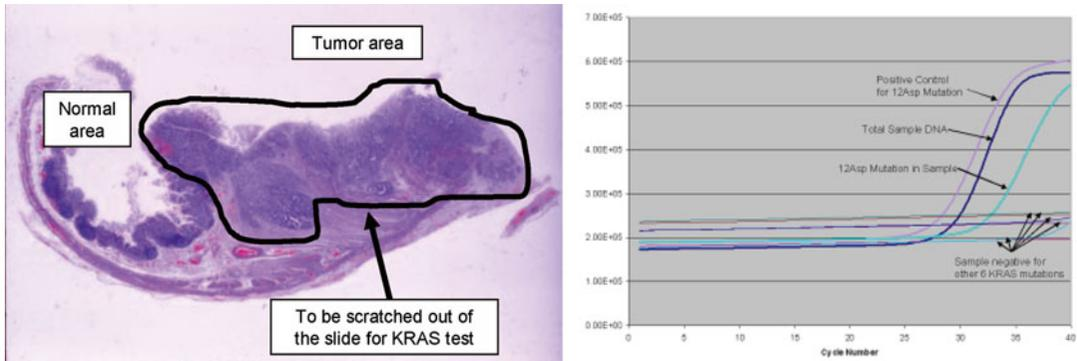 Tumor area
Normal
area
To be scratched out of
the slide for KRAS test
7.00E+05
6.00E+05
5.00E+05
4.00E+05
3.00E+05
2.00E+05
1.00E+05
0.00E+00
Positive Control
for 12Asp Mutation
Total Sample DNA
12Asp Mutation in Sample
Sample negative for
other 6 KRAS mutations
0 5 10 15 20 25 30 35 40
Cycle Number